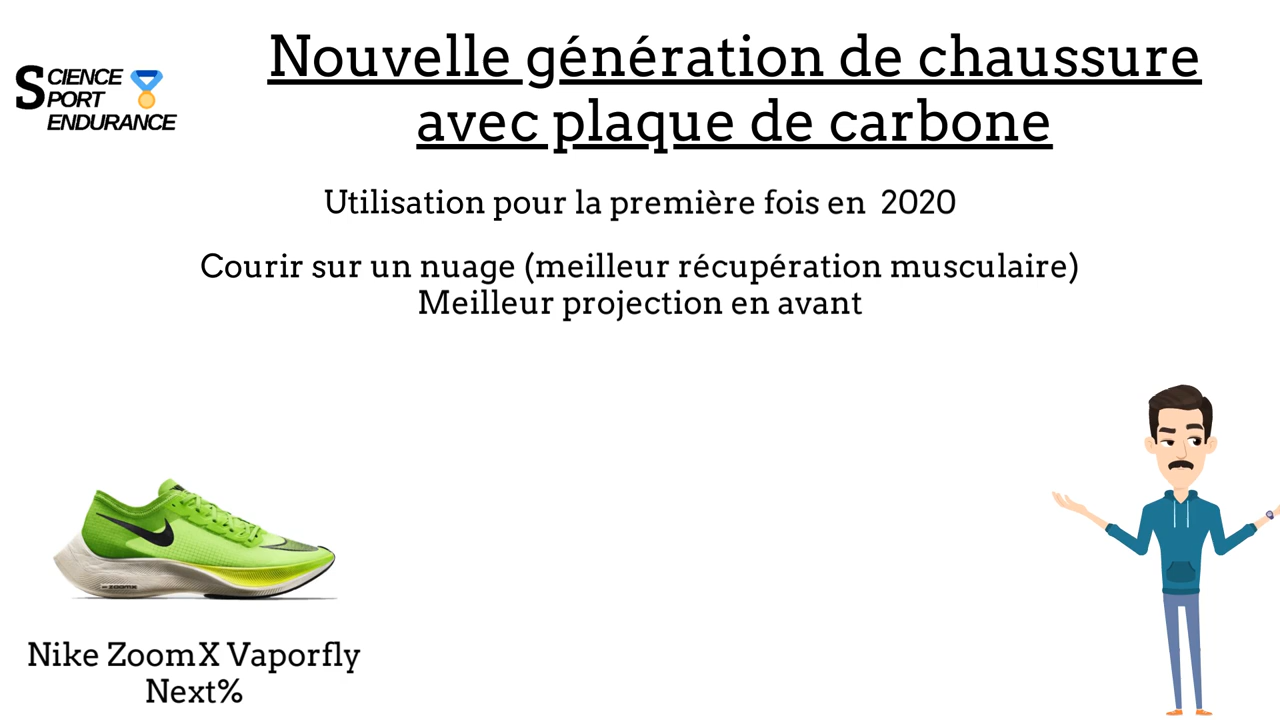 SCIENCE
SPORT
ENDURANCE
Nouvelle génération de chaussure
avec plaque de carbone
Utilisation pour la première fois en 2020
Courir sur un nuage (meilleur récupération musculaire)
Meilleur projection en avant
ZOOMX
Nike ZoomX Vaporfly
Next%